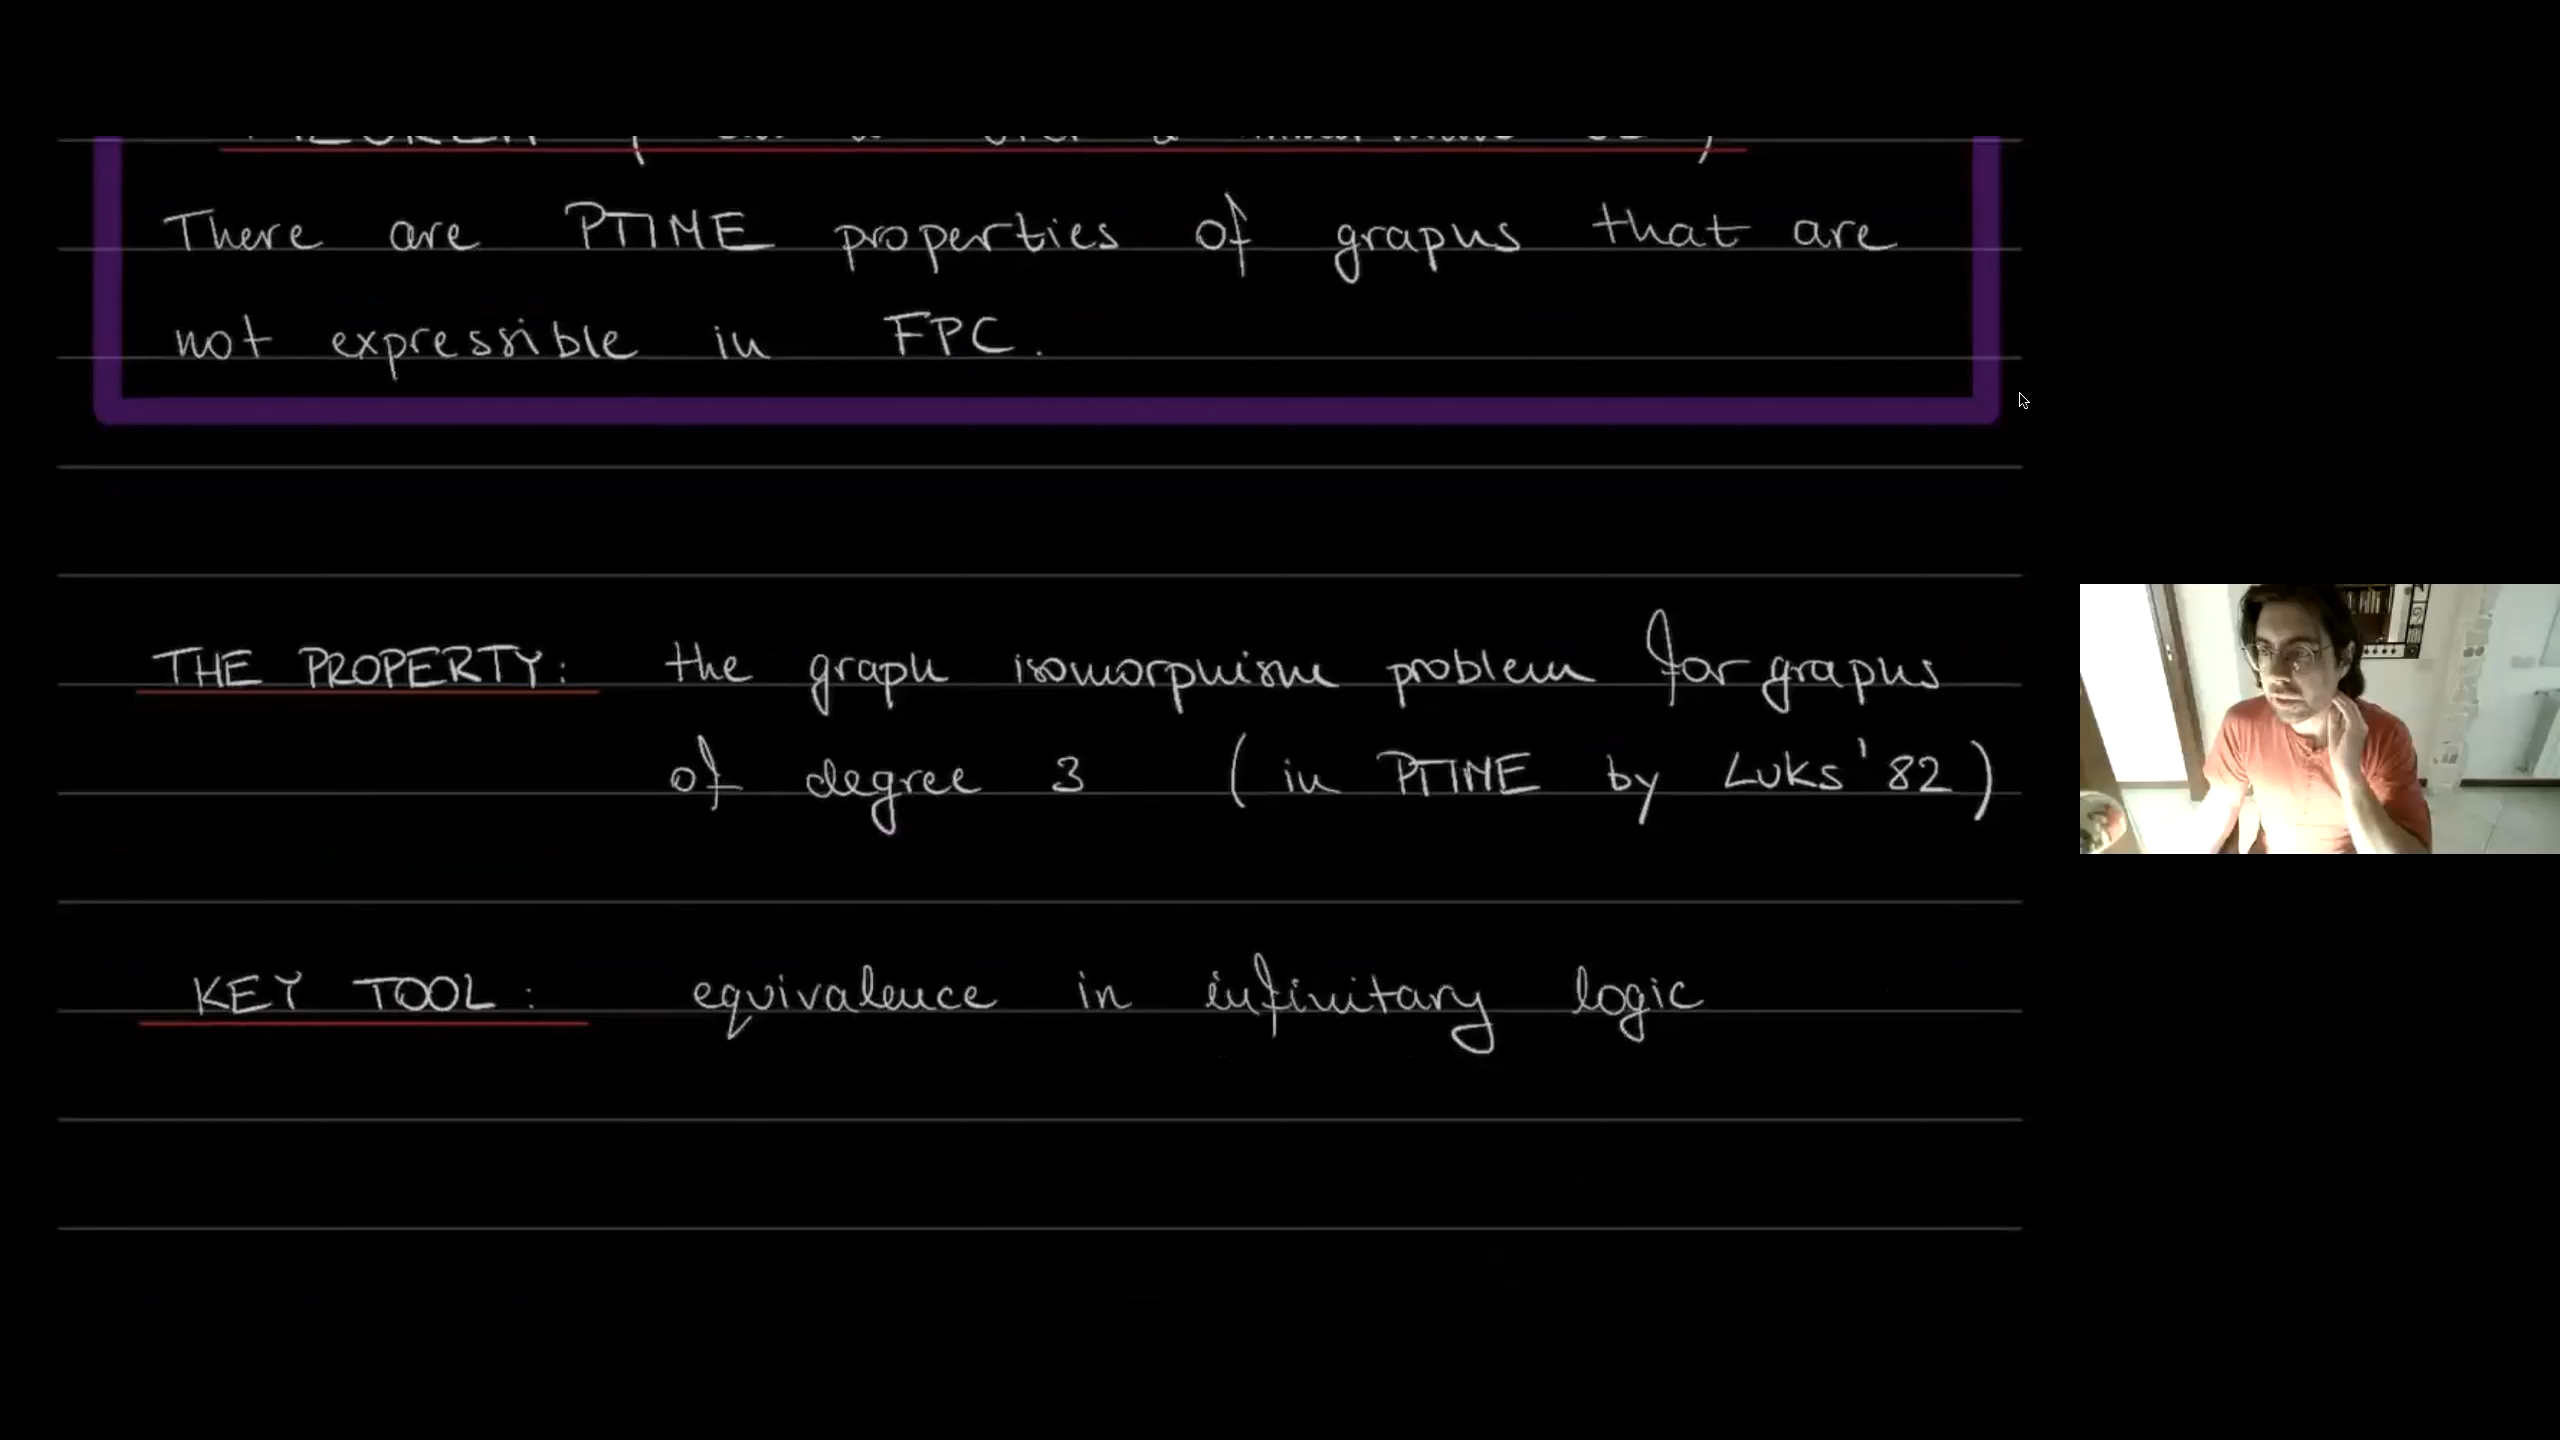 There are PTIME properties of graphs that are
not expressible in FPC.
THE PROPERTY: the graph isomorphism problem for graphs
of degree 3 (in PTIME by Luks '82)
KEY TOOL: equivalence in infinitary logic